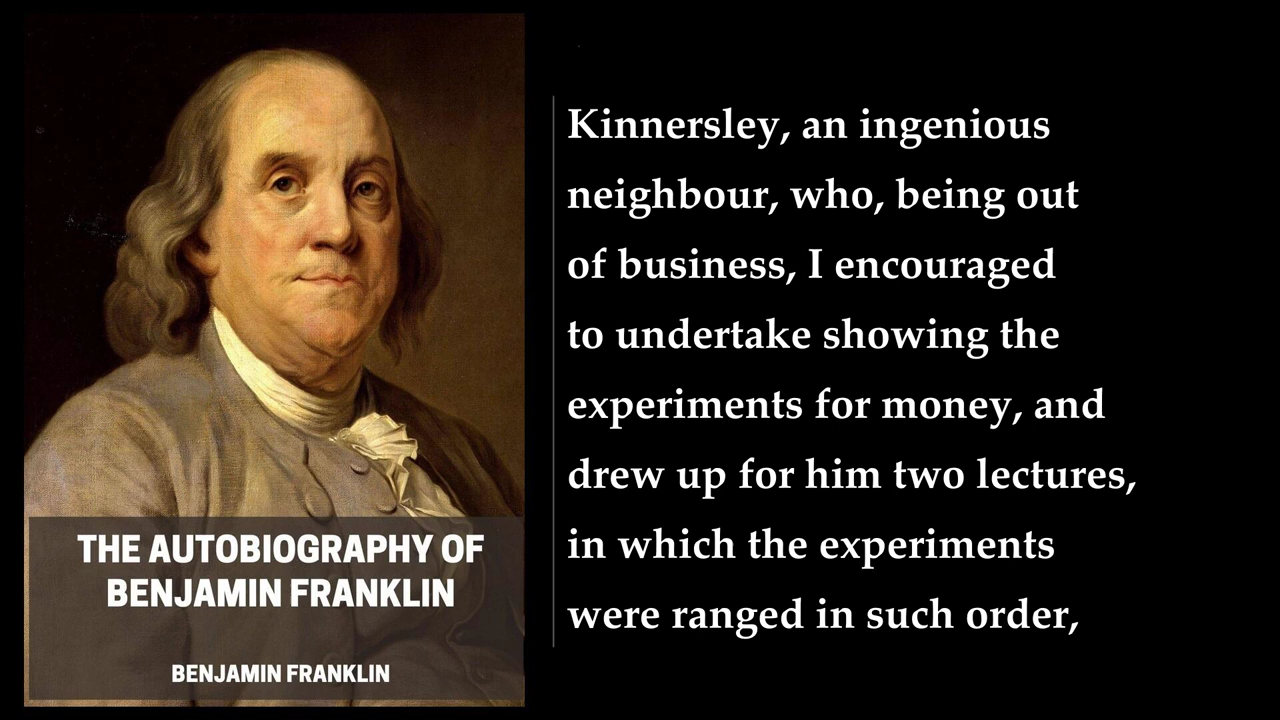 THE AUTOBIOGRAPHY OF
BENJAMIN FRANKLIN
BENJAMIN FRANKLIN
Kinnersley, an ingenious
neighbour, who, being out
of business, I encouraged
to undertake showing the
experiments for money, and
drew up for him two lectures,
in which the experiments
were ranged in such order,